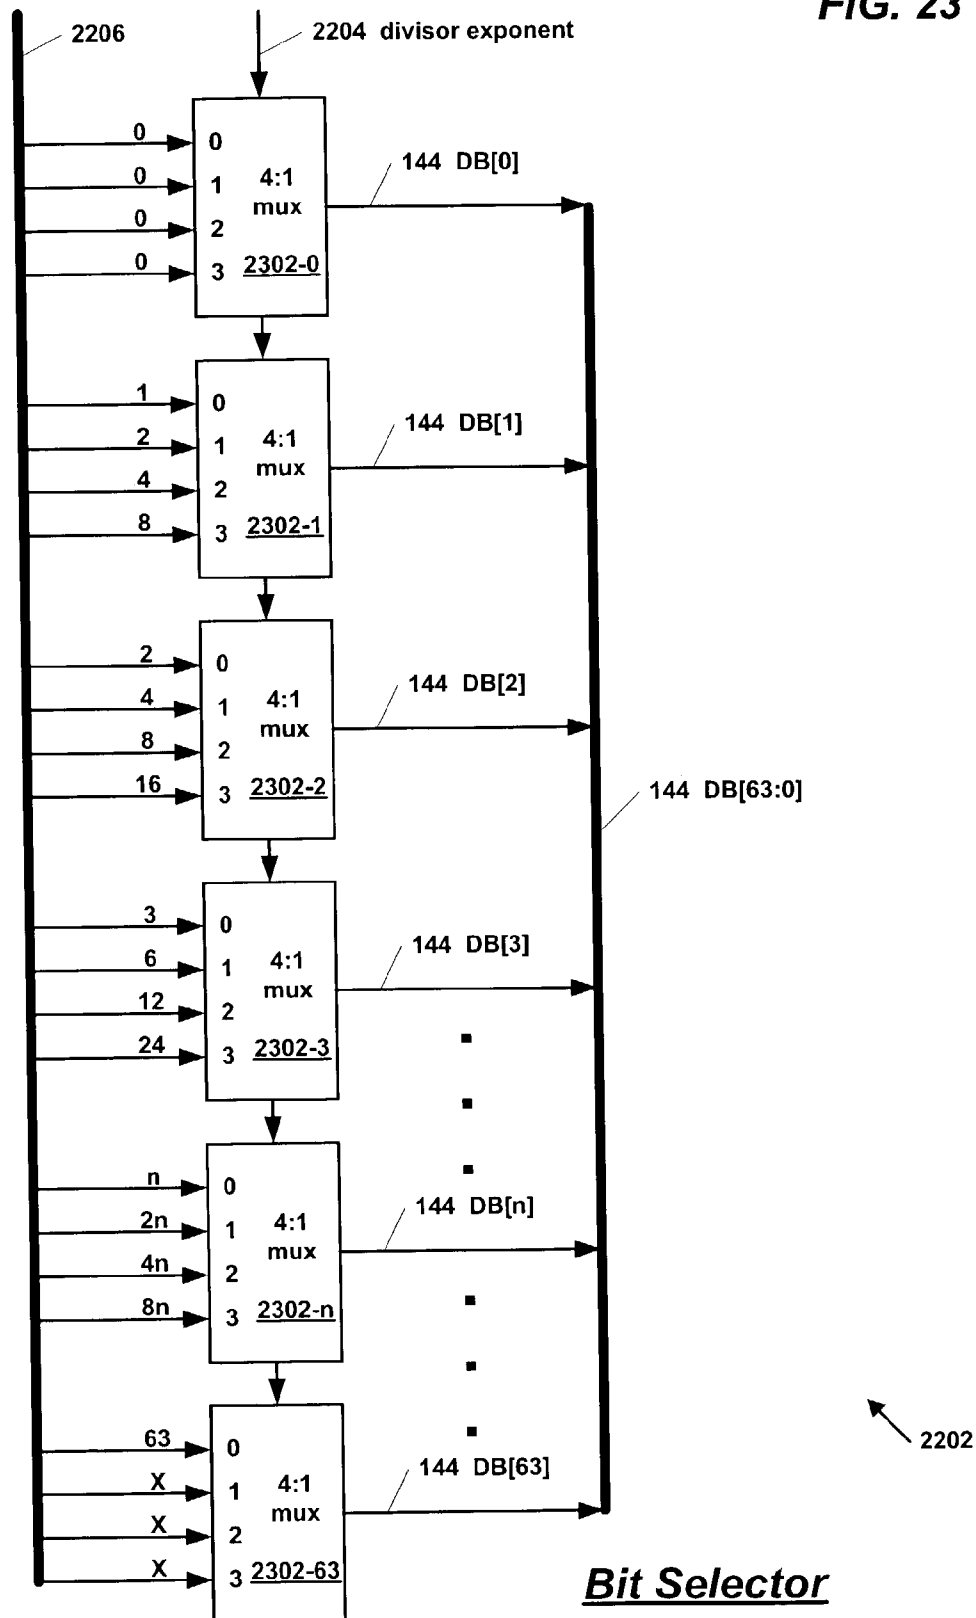 FIG. 23
2206
2204 divisor exponent
0 0
0 1 4:1
mux
0 2
0 3 2302-0
144 DB[0]
1 0
2 1 4:1
mux
4 2
8 3 2302-1
144 DB[1]
2 0
4 1 4:1
mux
8 2
16 3 2302-2
144 DB[2]
144 DB[63:0]
3 0
6 1 4:1
mux
12 2
24 3 2302-3
144 DB[3]
n 0
2n 1 4:1
mux
4n 2
8n 3 2302-n
144 DB[n]
63 0
X 1 4:1
mux
X 2
X 3 2302-63
144 DB[63]
2202
Bit Selector